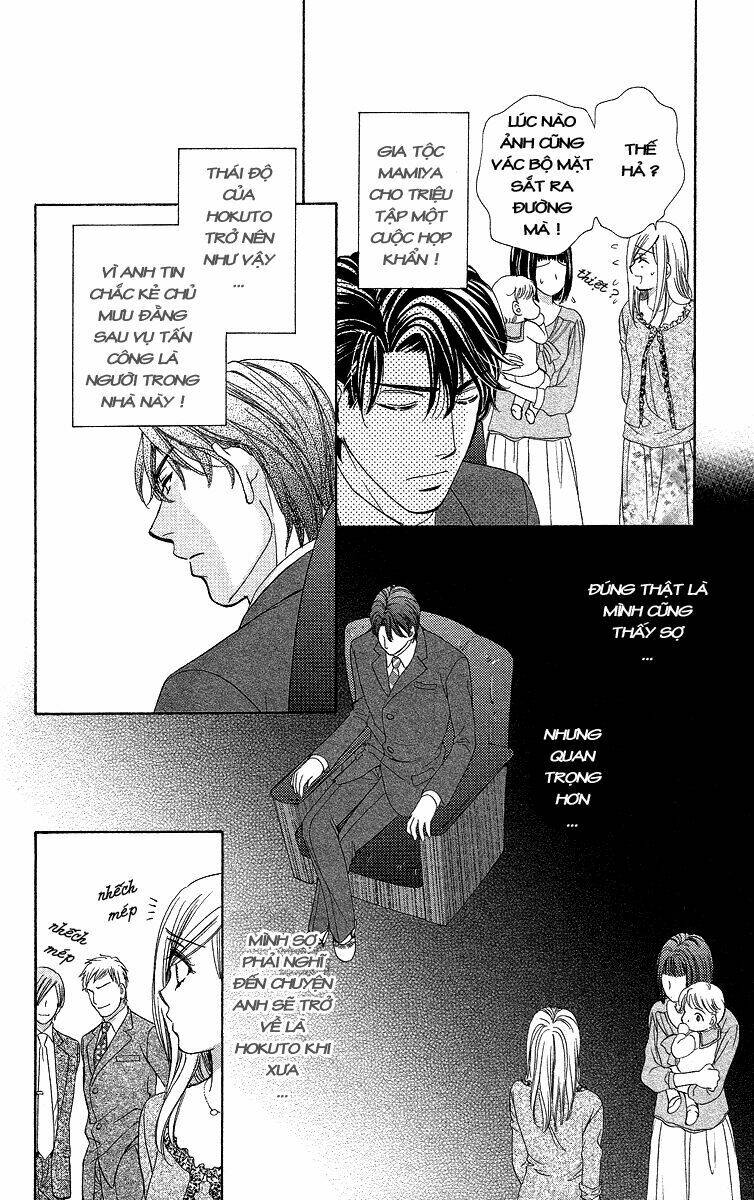 THẾ
HẢ ?
LÚC NÀO
ẢNH CŨNG
VÁC BỘ MẶT
SẮT RA
ĐƯỜNG
MÀ !
thiệt ?
GIA TỘC
MAMIYA
CHO TRIỆU
TẬP MỘT
CUỘC HỌP
KHẨN !
THÁI ĐỘ
CỦA
HOKUTO
TRỞ NÊN
NHƯ VẬY
...
VÌ ANH TIN
CHẮC KẺ CHỦ
MƯU ĐẰNG
SAU VỤ TẤN
CÔNG LÀ
NGƯỜI TRONG
NHÀ NÀY !
ĐÚNG THẬT LÀ
MÌNH CŨNG
THẤY SỢ
...
NHƯNG
QUAN
TRỌNG
HƠN
...
MÌNH SỢ
PHẢI NGHĨ
ĐẾN CHUYỆN
ANH SẼ TRỞ
VỀ LÀ
HOKUTO KHI
XƯA
...
nhếch
mép
nhếch
mép